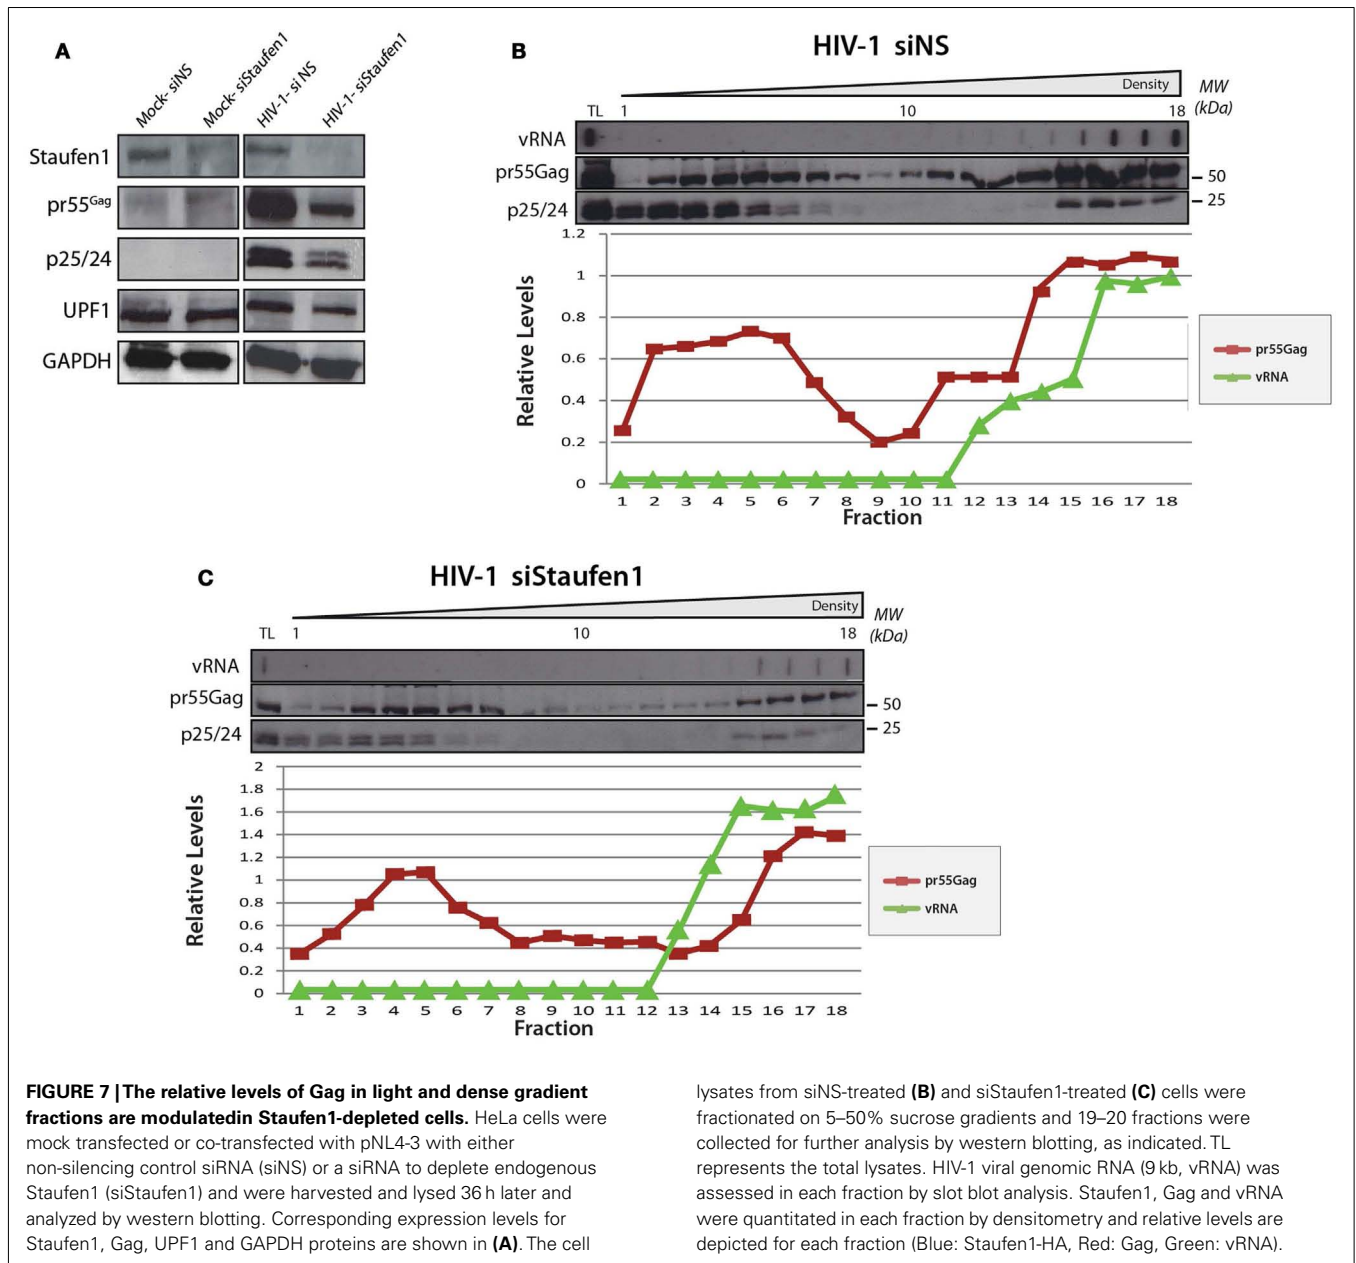 A
Mock- siNS
Mock- siStaufen1
HIV-1- si NS
HIV-1- siStaufen1
Staufen1
pr55Gag
p25/24
UPF1
GAPDH
B
HIV-1 siNS
Density
MW
(kDa)
TL 1 10 18
vRNA
pr55Gag
50
p25/24
25
1.2
1
0.8
0.6
0.4
0.2
0
Relative Levels
1 2 3 4 5 6 7 8 9 10 11 12 13 14 15 16 17 18
Fraction
pr55Gag
vRNA
C
HIV-1 siStaufen1
Density
MW
(kDa)
TL 1 10 18
vRNA
pr55Gag
50
p25/24
25
2
1.8
1.6
1.4
1.2
1
0.8
0.6
0.4
0.2
0
Relative Levels
1 2 3 4 5 6 7 8 9 10 11 12 13 14 15 16 17 18
Fraction
pr55Gag
vRNA
FIGURE 7 | The relative levels of Gag in light and dense gradient
fractions are modulatedin Staufen1-depleted cells. HeLa cells were
mock transfected or co-transfected with pNL4-3 with either
non-silencing control siRNA (siNS) or a siRNA to deplete endogenous
Staufen1 (siStaufen1) and were harvested and lysed 36 h later and
analyzed by western blotting. Corresponding expression levels for
Staufen1, Gag, UPF1 and GAPDH proteins are shown in (A). The cell
lysates from siNS-treated (B) and siStaufen1-treated (C) cells were
fractionated on 5–50% sucrose gradients and 19–20 fractions were
collected for further analysis by western blotting, as indicated. TL
represents the total lysates. HIV-1 viral genomic RNA (9 kb, vRNA) was
assessed in each fraction by slot blot analysis. Staufen1, Gag and vRNA
were quantitated in each fraction by densitometry and relative levels are
depicted for each fraction (Blue: Staufen1-HA, Red: Gag, Green: vRNA).